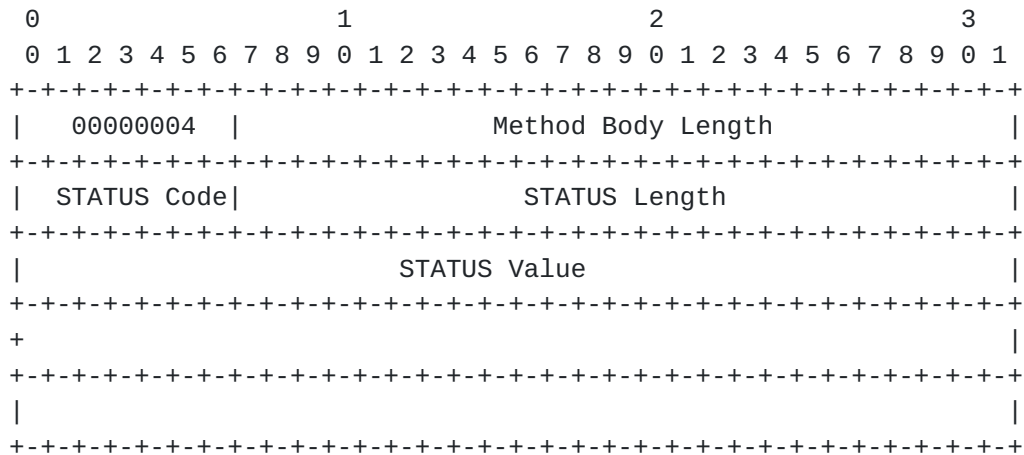 0                   1                   2                   3
 0 1 2 3 4 5 6 7 8 9 0 1 2 3 4 5 6 7 8 9 0 1 2 3 4 5 6 7 8 9 0 1
+-+-+-+-+-+-+-+-+-+-+-+-+-+-+-+-+-+-+-+-+-+-+-+-+-+-+-+-+-+-+-+-+
|   00000004  |                Method Body Length               |
+-+-+-+-+-+-+-+-+-+-+-+-+-+-+-+-+-+-+-+-+-+-+-+-+-+-+-+-+-+-+-+-+
|  STATUS Code|                  STATUS Length                  |
+-+-+-+-+-+-+-+-+-+-+-+-+-+-+-+-+-+-+-+-+-+-+-+-+-+-+-+-+-+-+-+-+
|                        STATUS Value                           |
+-+-+-+-+-+-+-+-+-+-+-+-+-+-+-+-+-+-+-+-+-+-+-+-+-+-+-+-+-+-+-+-+
+                                                               |
+-+-+-+-+-+-+-+-+-+-+-+-+-+-+-+-+-+-+-+-+-+-+-+-+-+-+-+-+-+-+-+-+
|                                                               |
+-+-+-+-+-+-+-+-+-+-+-+-+-+-+-+-+-+-+-+-+-+-+-+-+-+-+-+-+-+-+-+-+